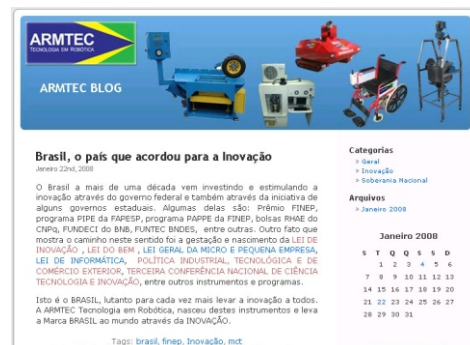 ARMTEC
TECNOLOGIA EM ROBÓTICA
ARMTEC BLOG
Brasil, o país que acordou para a Inovação
Janeiro 22nd, 2008
O Brasil a mais de uma década vem investindo e estimulando a
inovação através do governo federal e também através da iniciativa de
alguns governos estaduais. Algumas delas são: Prêmio FINEP,
programa PIPE da FAPESP, programa PAPPE da FINEP, bolsas RHAE do
CNPq, FUNDECI do BNB, FUNTEC BNDES, entre outras. Outro fato que
mostra o caminho neste sentido foi a gestação e nascimento da LEI DE
INOVAÇÃO , LEI DO BEM , LEI GERAL DA MICRO E PEQUENA EMPRESA,
LEI DE INFORMÁTICA, POLÍTICA INDUSTRIAL, TECNOLÓGICA E DE
COMÉRCIO EXTERIOR, TERCEIRA CONFERÊNCIA NACIONAL DE CIÊNCIA
TECNOLOGIA E INOVAÇÃO, entre outros instrumentos e programas.
Isto é o BRASIL, lutanto para cada vez mais levar a inovação a todos.
A ARMTEC Tecnologia em Robótica, nasceu destes instrumentos e leva
a Marca BRASIL ao mundo através da INOVAÇÃO.
Tags: brasil, finep, Inovação, mct
Categorias
» Geral
» Inovação
» Soberania Nacional
Arquivos
» Janeiro 2008
Janeiro 2008
S T Q Q S S D
1 2 3 4 5 6
7 8 9 10 11 12 13
14 15 16 17 18 19 20
21 22 23 24 25 26 27
28 29 30 31